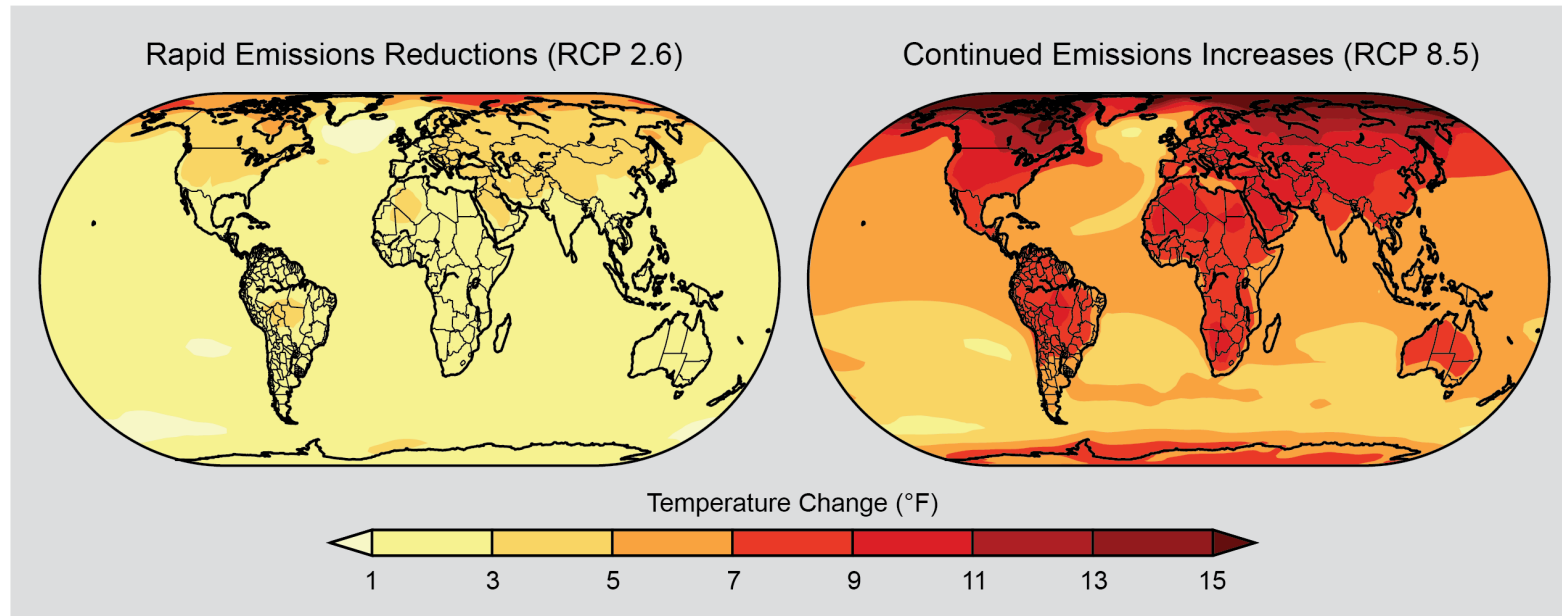 Rapid Emissions Reductions (RCP 2.6)
Continued Emissions Increases (RCP 8.5)
Temperature Change (°F)
1 3 5 7 9 11 13 15